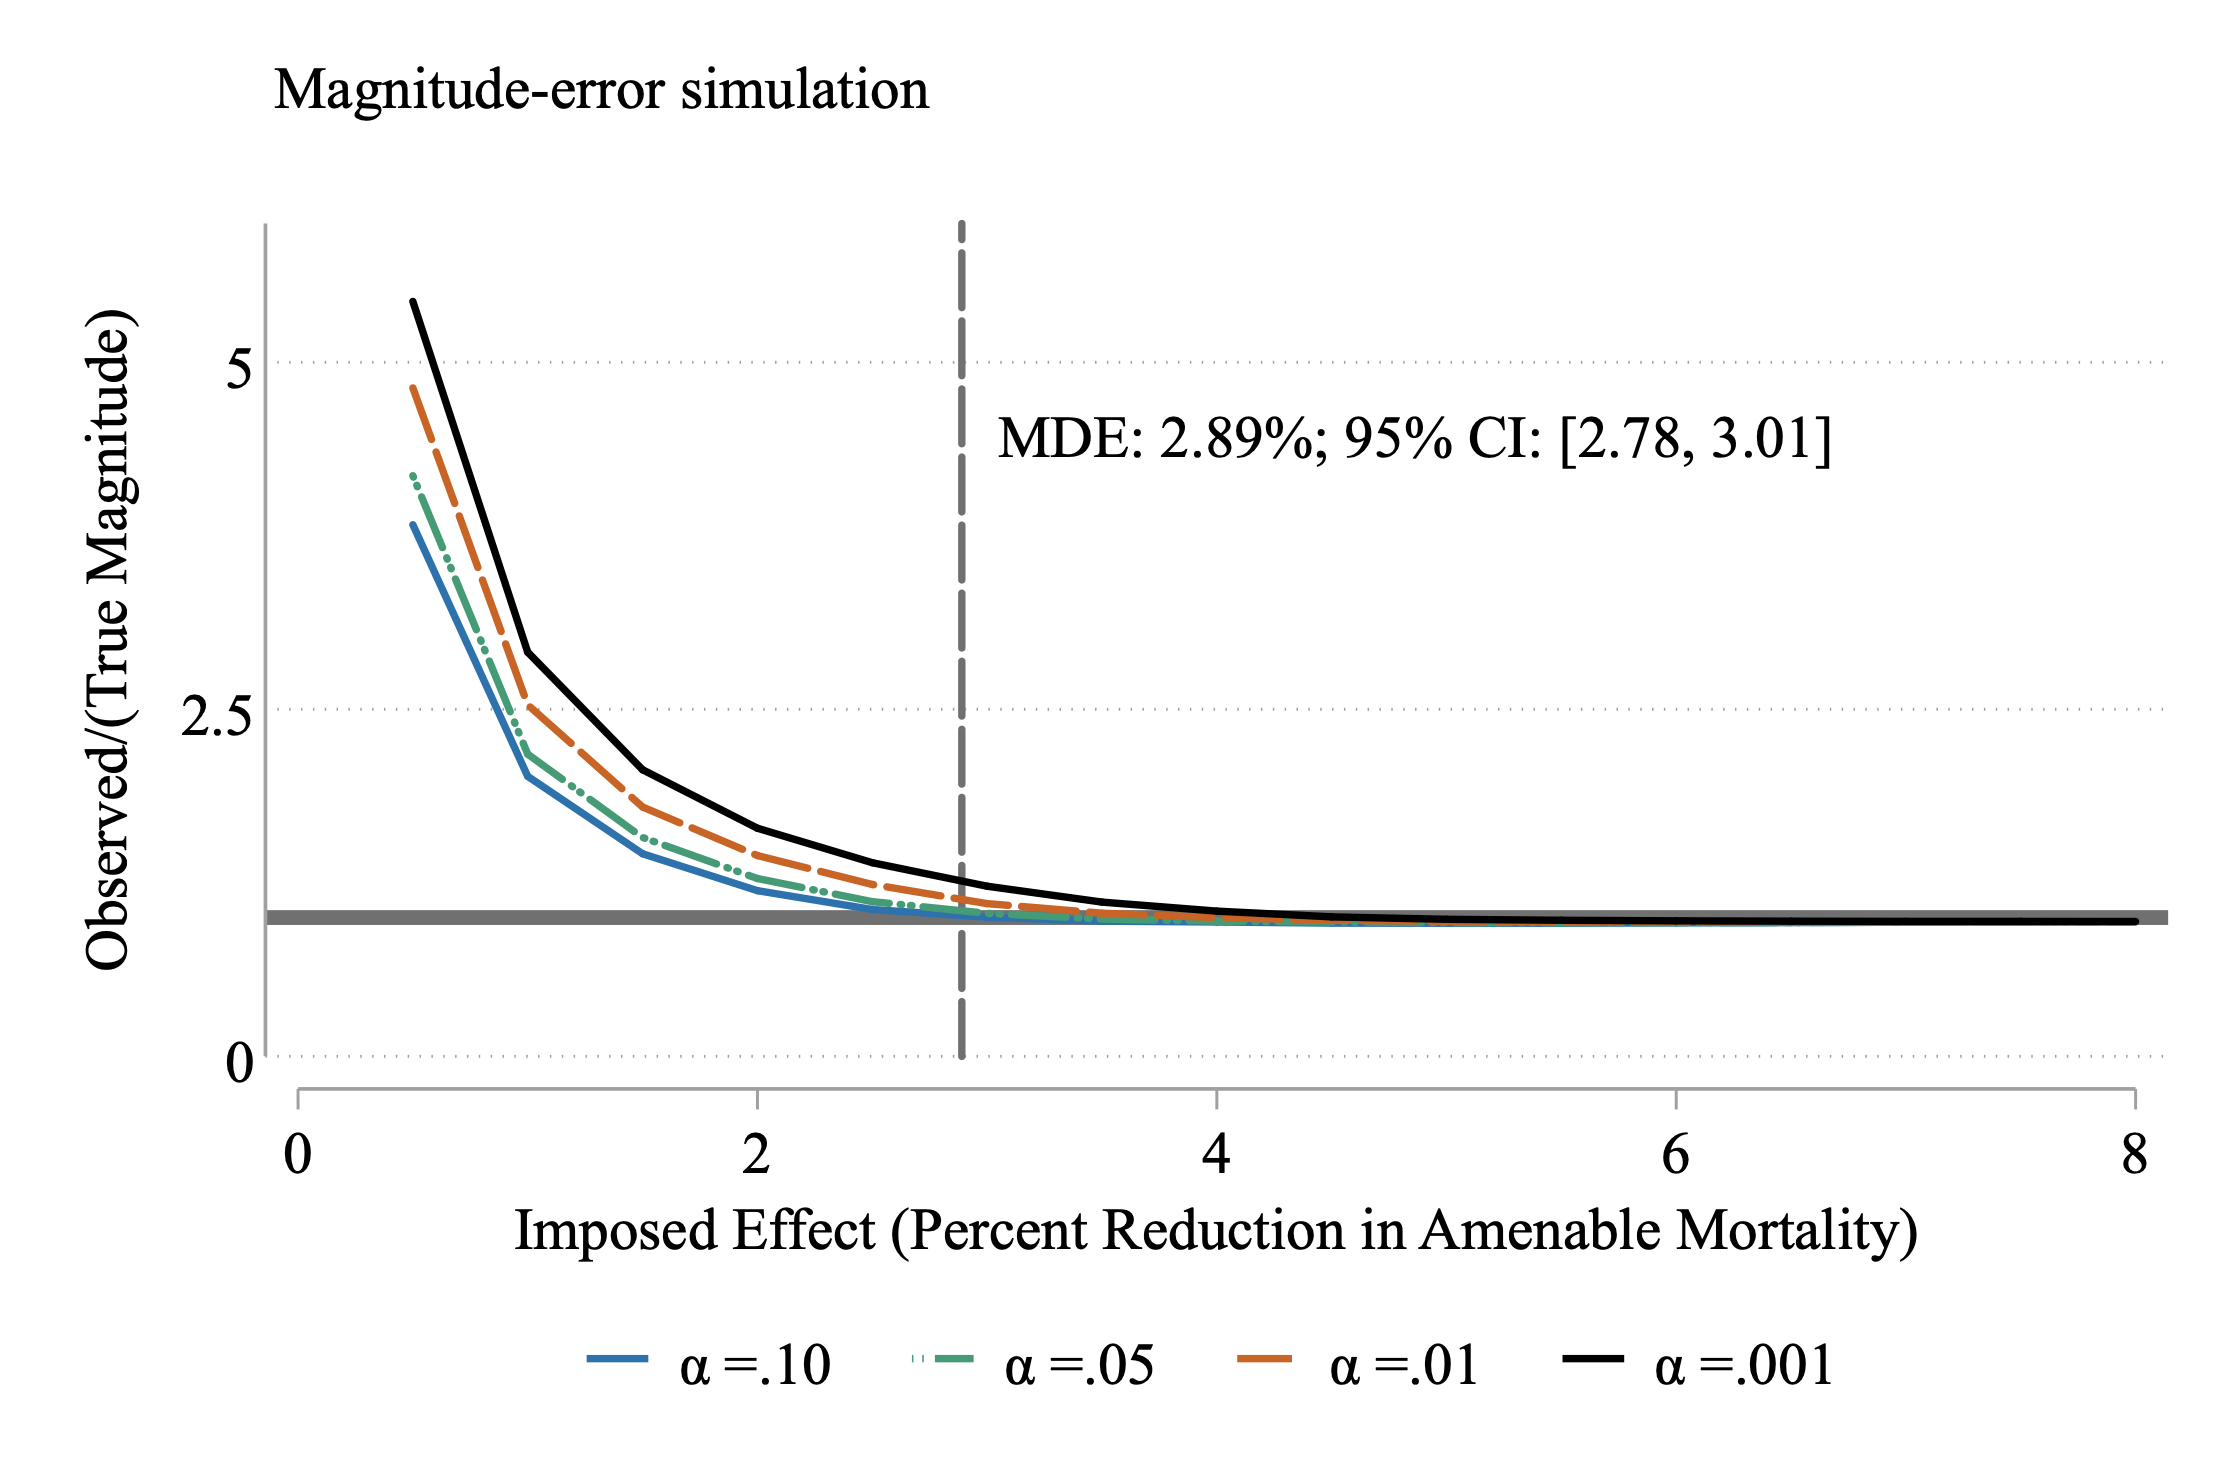 Magnitude-error simulation
Observed/(True Magnitude)
5
2.5
0
MDE: 2.89%; 95% CI: [2.78, 3.01]
0 2 4 6 8
Imposed Effect (Percent Reduction in Amenable Mortality)
α =.10 α =.05 α =.01 α =.001